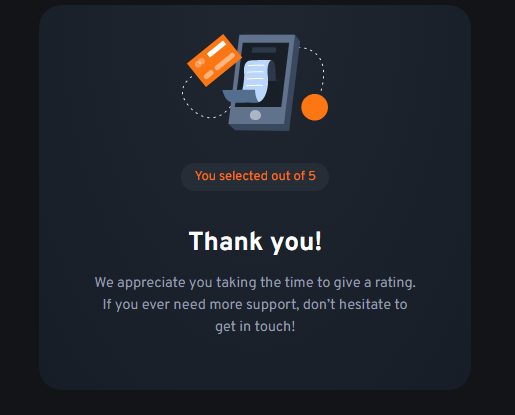 You selected out of 5
Thank you!
We appreciate you taking the time to give a rating.
If you ever need more support, don’t hesitate to
get in touch!